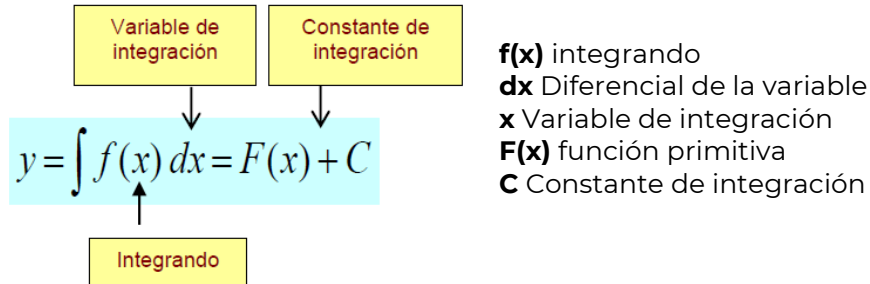 Variable de
integración
Constante de
integración
y = ∫ f(x) dx = F(x) + C
Integrando
f(x) integrando
dx Diferencial de la variable
x Variable de integración
F(x) función primitiva
C Constante de integración